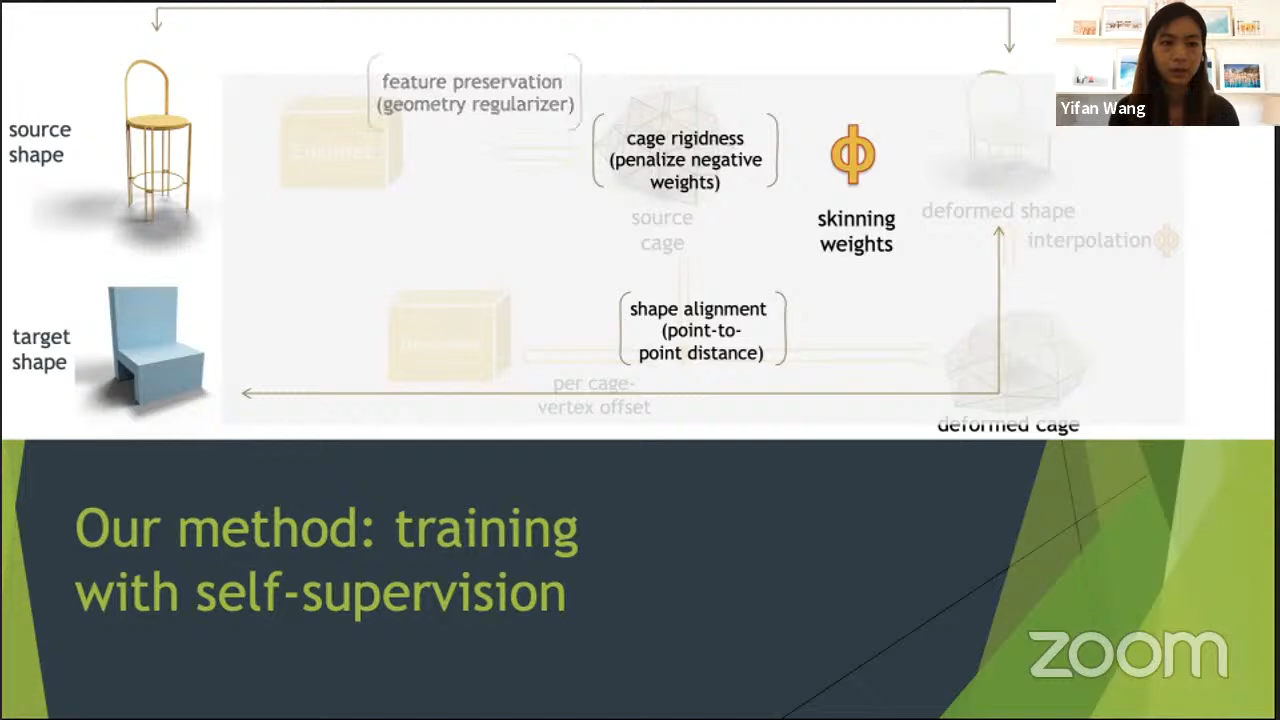 Yifan Wang
source
shape
feature preservation
(geometry regularizer)
cage rigidness
(penalize negative
weights)
Φ
skinning
weights
source
cage
deformed shape
interpolation Φ
target
shape
shape alignment
(point-to-
point distance)
per cage-
vertex offset
deformed cage
Our method: training
with self-supervision
zoom